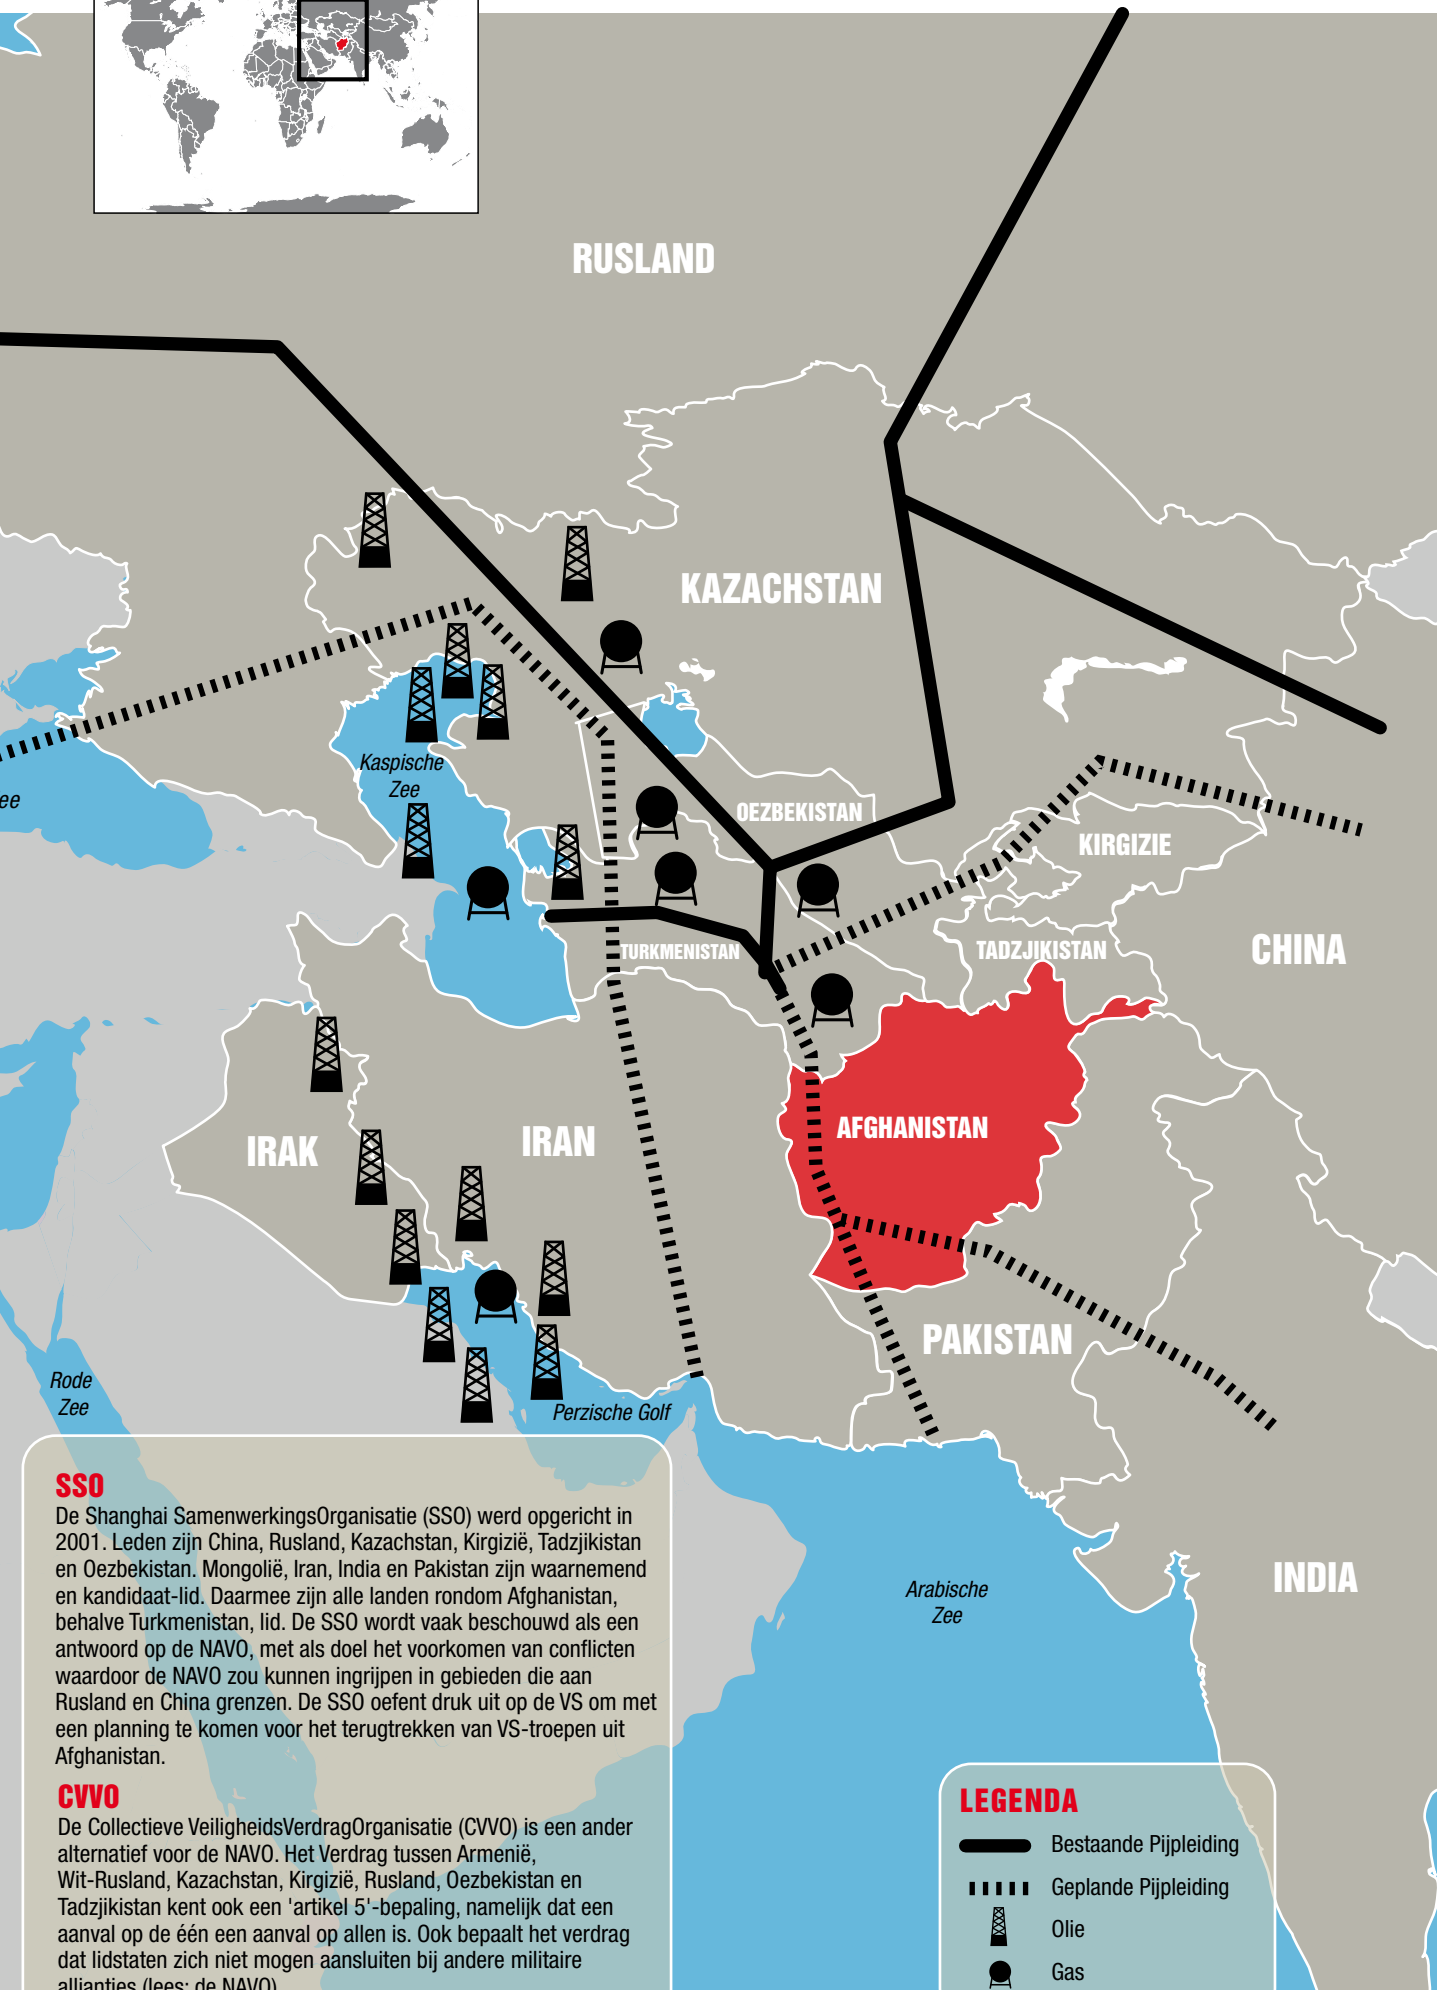 RUSLAND
KAZACHSTAN
Kaspische
Zee
ee
OEZBEKISTAN
KIRGIZIE
TURKMENISTAN
TADZJIKISTAN
CHINA
AFGHANISTAN
IRAK
IRAN
PAKISTAN
Rode
Zee
Perzische Golf
INDIA
Arabische
Zee
SSO
De Shanghai SamenwerkingsOrganisatie (SSO) werd opgericht in
2001. Leden zijn China, Rusland, Kazachstan, Kirgizië, Tadzjikistan
en Oezbekistan. Mongolië, Iran, India en Pakistan zijn waarnemend
en kandidaat-lid. Daarmee zijn alle landen rondom Afghanistan,
behalve Turkmenistan, lid. De SSO wordt vaak beschouwd als een
antwoord op de NAVO, met als doel het voorkomen van conflicten
waardoor de NAVO zou kunnen ingrijpen in gebieden die aan
Rusland en China grenzen. De SSO oefent druk uit op de VS om met
een planning te komen voor het terugtrekken van VS-troepen uit
Afghanistan.
CVVO
De Collectieve VeiligheidsVerdragOrganisatie (CVVO) is een ander
alternatief voor de NAVO. Het Verdrag tussen Armenië,
Wit-Rusland, Kazachstan, Kirgizië, Rusland, Oezbekistan en
Tadzjikistan kent ook een 'artikel 5'-bepaling, namelijk dat een
aanval op de één een aanval op allen is. Ook bepaalt het verdrag
dat lidstaten zich niet mogen aansluiten bij andere militaire
allianties (lees: de NAVO)
LEGENDA
Bestaande Pijpleiding
Geplande Pijpleiding
Olie
Gas